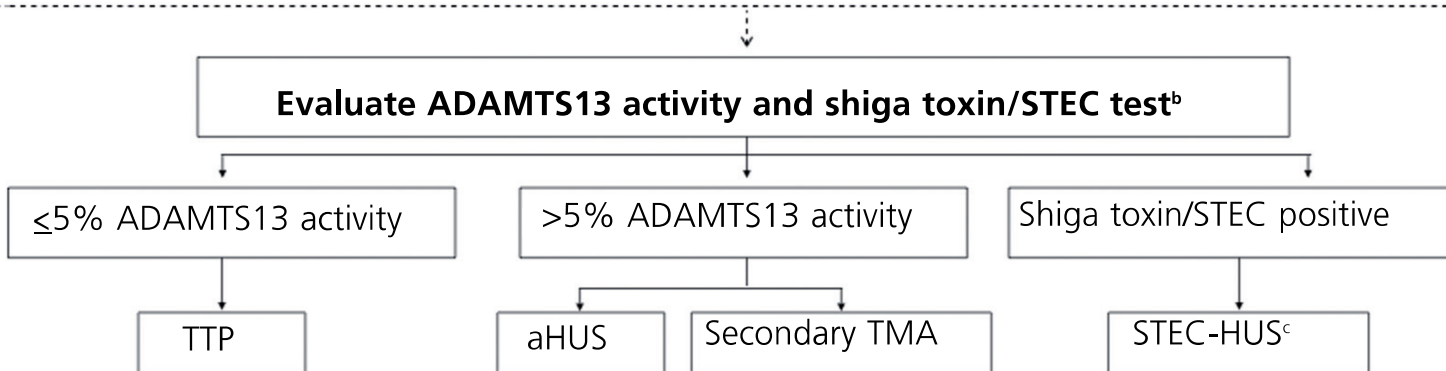 Evaluate ADAMTS13 activity and shiga toxin/STEC testᵇ
≤5% ADAMTS13 activity
>5% ADAMTS13 activity
Shiga toxin/STEC positive
TTP
aHUS
Secondary TMA
STEC-HUSᶜ